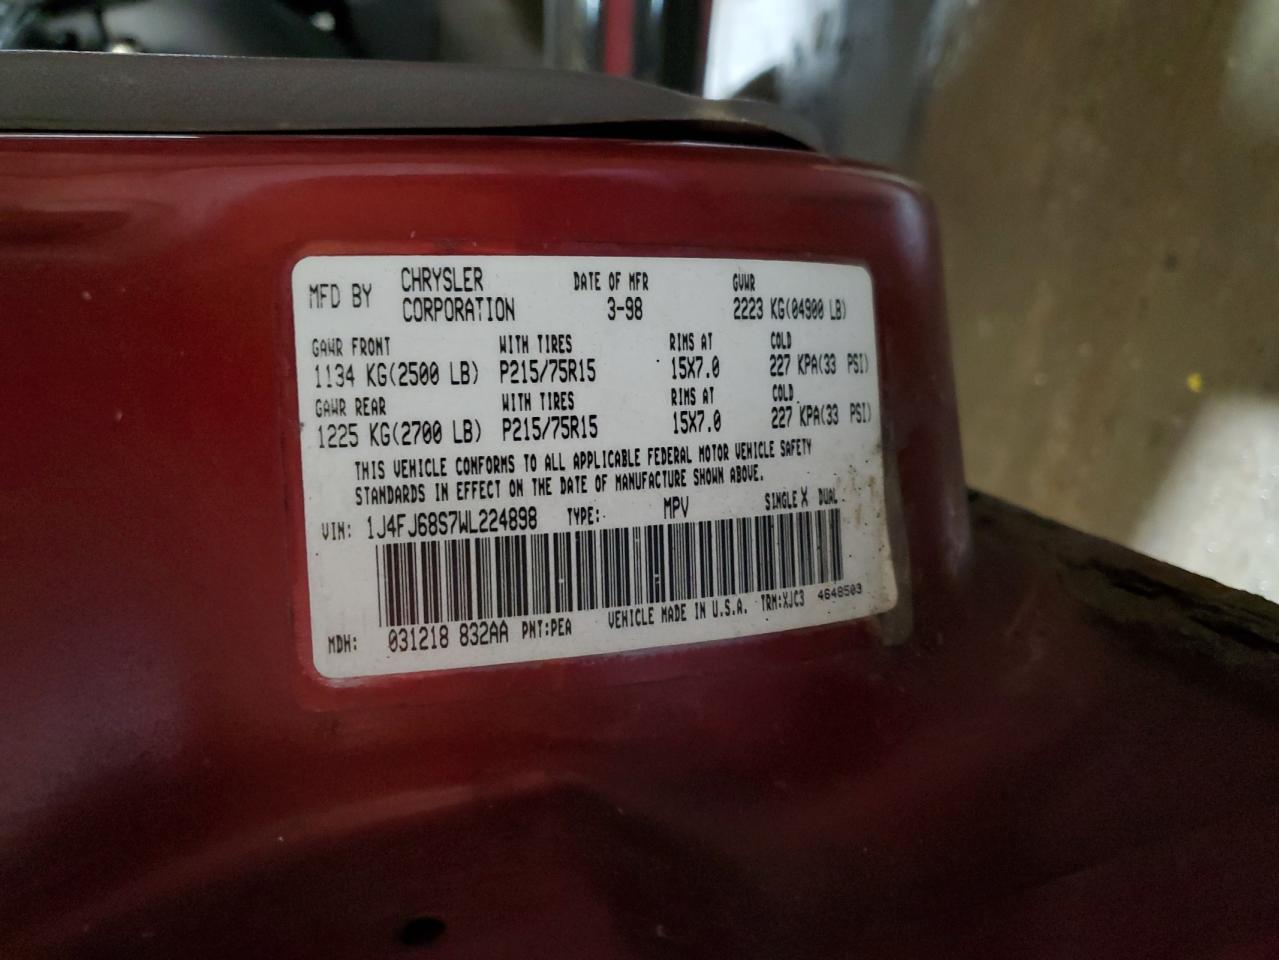 MFD BY CHRYSLER CORPORATION DATE OF MFR 3-98 GVWR 2223 KG(04900 LB)
GAWR FRONT WITH TIRES RIMS AT COLD
1134 KG(2500 LB) P215/75R15 15X7.0 227 KPA(33 PSI)
GAWR REAR WITH TIRES RIMS AT COLD
1225 KG(2700 LB) P215/75R15 15X7.0 227 KPA(33 PSI)
THIS VEHICLE CONFORMS TO ALL APPLICABLE FEDERAL MOTOR VEHICLE SAFETY
STANDARDS IN EFFECT ON THE DATE OF MANUFACTURE SHOWN ABOVE.
VIN: 1J4FJ68S7WL224898 TYPE: MPV SINGLE X DUAL
MDH: 031218 832AA PNT:PEA VEHICLE MADE IN U.S.A. TRM:XJC3 4648503